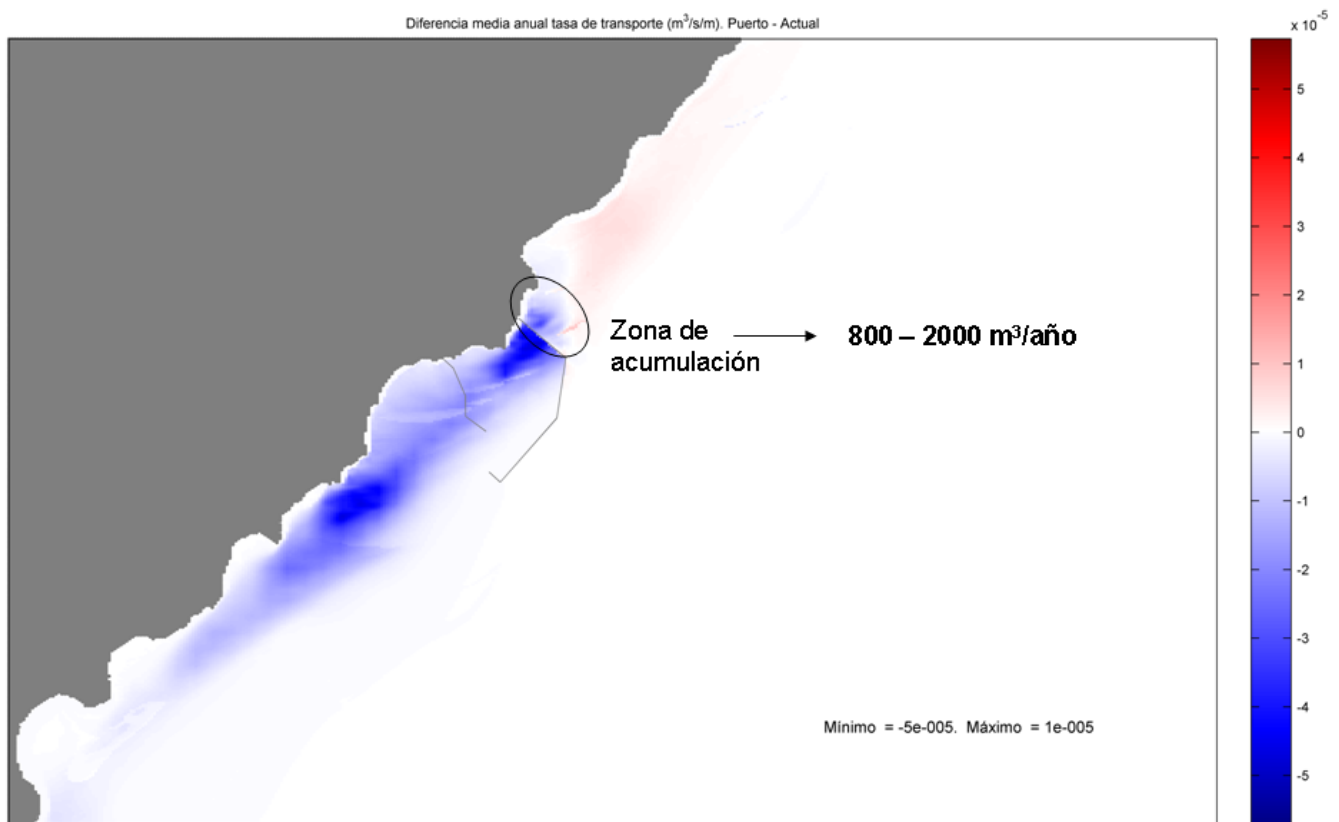 Diferencia media anual tasa de transporte (m³/s/m). Puerto - Actual
x 10⁻⁵
5
4
3
2
1
0
-1
-2
-3
-4
-5
Zona de
acumulación
800 – 2000 m³/año
Mínimo = -5e-005. Máximo = 1e-005